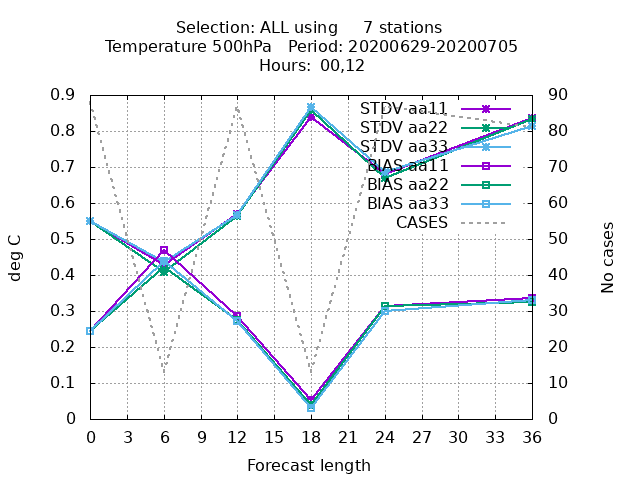 Selection: ALL using     7 stations
Temperature 500hPa   Period: 20200629-20200705
Hours:  00,12
STDV aa11
STDV aa22
STDV aa33
BIAS aa11
BIAS aa22
BIAS aa33
CASES
0.9
0.8
0.7
0.6
0.5
0.4
0.3
0.2
0.1
0
deg C
90
80
70
60
50
40
30
20
10
0
No cases
0 3 6 9 12 15 18 21 24 27 30 33 36
Forecast length